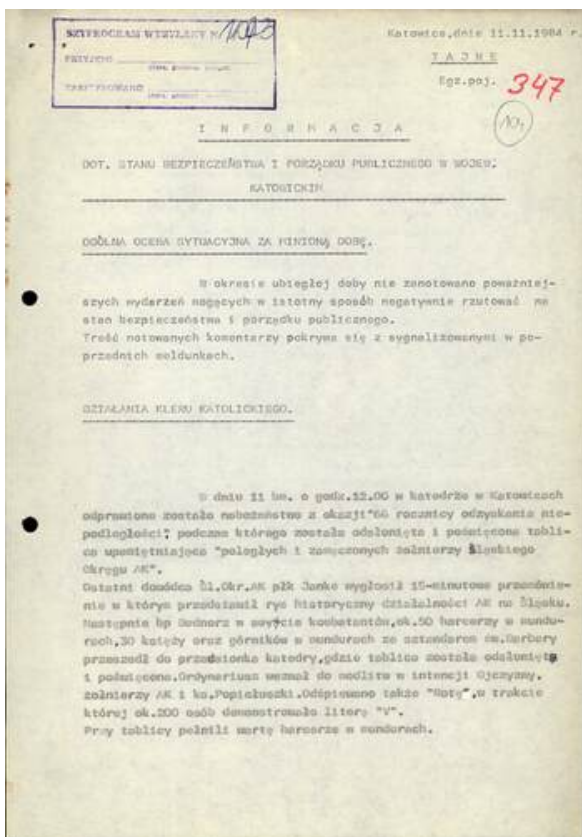 SZYFROGRAM WYSYŁANY Nr 1073
Katowice,dnia 11.11.1984 r.
PRZYJĘTO
T A J N E
Egz.poj. 347
ZASZYFROWANO
10,
I N F O R M A C J A
DOT. STANU BEZPIECZEŃSTWA I PORZĄDKU PUBLICZNEGO W WOJEW.
KATOWICKIM
OGÓLNA OCENA SYTUACYJNA ZA MINIONĄ DOBĘ.
W okresie ubiegłej doby nie zanotowano poważniej-
szych wydarzeń mogących w istotny sposób negatywnie rzutować na
stan bezpieczeństwa i porządku publicznego.
Treść notowanych komentarzy pokrywa się z sygnalizowanymi w po-
przednich meldunkach.
DZIAŁANIA KLERU KATOLICKIEGO.
W dniu 11 bm. o godz.12.00 w katedrze w Katowicach
odprawione zostało nabożeństwo z okazji"66 rocznicy odzyskania nie-
podległości", podczas którego została odsłonięta i poświęcona tabli-
ca upamiętniająca "poległych i zamęczonych żołnierzy Śląskiego
Okręgu AK".
Ostatni dowódca Śl.Okr.AK płk Janke wygłosił 15-minutowe przemówie-
nie w którym przedstawił rys historyczny działalności AK na Śląsku.
Następnie bp Bednorz w asyście kombatantów,ok.50 harcerzy w mundu-
rach,30 księży oraz górników w mundurach ze sztandarem św.Barbary
przeszedł do przedsionka katedry,gdzie tablica została odsłonięta
i poświęcona.Ordynariusz wezwał do modlitw w intencji Ojczyzny,
żołnierzy AK i ks.Popiełuszki.Odśpiewano także "Rotę",w trakcie
której ok.200 osób demonstrowało literę "V".
Przy tablicy pełnili wartę harcerze w mundurach.